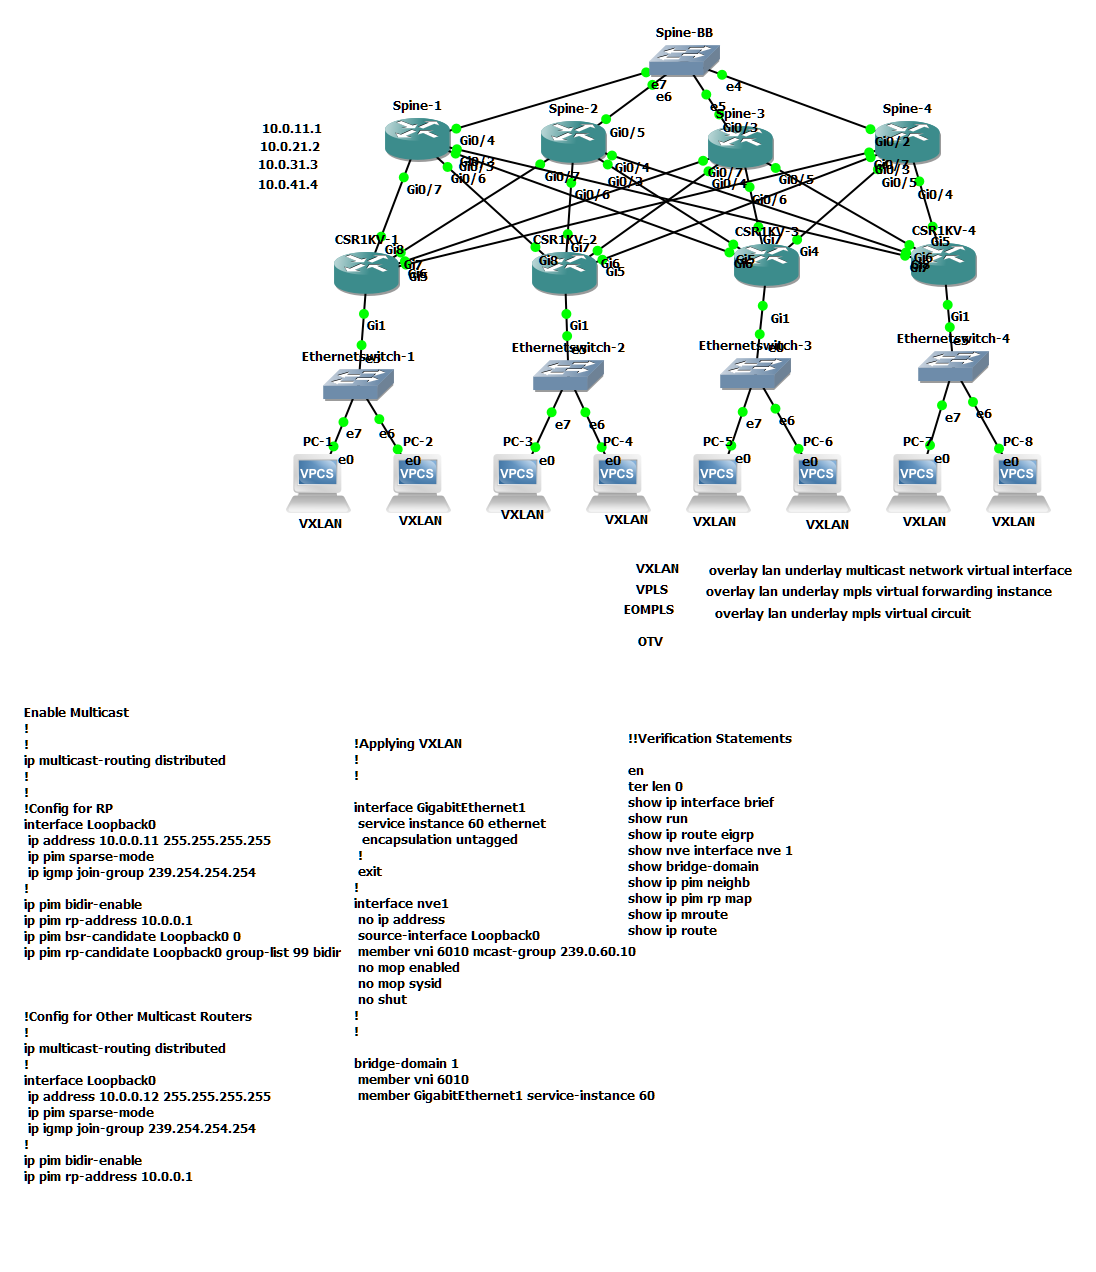 Spine-BB
e7
e6
e5
e4
Spine-1
Spine-2
Spine-3
Spine-4
10.0.11.1
10.0.21.2
10.0.31.3
10.0.41.4
Gi0/4
Gi0/6
Gi0/7
Gi0/5
Gi0/7
Gi0/4
Gi0/3
Gi0/6
Gi0/3
Gi0/7
Gi0/4
Gi0/5
Gi0/6
Gi0/2
Gi0/7
Gi0/3
Gi0/5
Gi0/4
CSR1KV-1
CSR1KV-2
CSR1KV-3
CSR1KV-4
Gi8
Gi7
Gi6
Gi5
Gi8
Gi7
Gi6
Gi5
Gi7
Gi5
Gi6
Gi4
Gi5
Gi6
Gi7
Gi1
Gi1
Gi1
Gi1
Ethernetswitch-1
Ethernetswitch-2
Ethernetswitch-3
Ethernetswitch-4
e0
e7
e6
e7
e6
e7
e6
e7
e6
PC-1
PC-2
PC-3
PC-4
PC-5
PC-6
PC-7
PC-8
e0
e0
e0
e0
e0
e0
e0
e0
VPCS
VPCS
VPCS
VPCS
VPCS
VPCS
VPCS
VPCS
VXLAN
VXLAN
VXLAN
VXLAN
VXLAN
VXLAN
VXLAN
VXLAN
VXLAN overlay lan underlay multicast network virtual interface
VPLS overlay lan underlay mpls virtual forwarding instance
EOMPLS overlay lan underlay mpls virtual circuit
OTV
Enable Multicast
!
!
ip multicast-routing distributed
!
!
!Config for RP
interface Loopback0
ip address 10.0.0.11 255.255.255.255
ip pim sparse-mode
ip igmp join-group 239.254.254.254
!
ip pim bidir-enable
ip pim rp-address 10.0.0.1
ip pim bsr-candidate Loopback0 0
ip pim rp-candidate Loopback0 group-list 99 bidir
!Config for Other Multicast Routers
!
ip multicast-routing distributed
!
interface Loopback0
ip address 10.0.0.12 255.255.255.255
ip pim sparse-mode
ip igmp join-group 239.254.254.254
!
ip pim bidir-enable
ip pim rp-address 10.0.0.1
!Applying VXLAN
!
!
interface GigabitEthernet1
service instance 60 ethernet
encapsulation untagged
!
exit
!
interface nve1
no ip address
source-interface Loopback0
member vni 6010 mcast-group 239.0.60.10
no mop enabled
no mop sysid
no shut
!
!
bridge-domain 1
member vni 6010
member GigabitEthernet1 service-instance 60
!!Verification Statements
en
ter len 0
show ip interface brief
show run
show ip route eigrp
show nve interface nve 1
show bridge-domain
show ip pim neighb
show ip pim rp map
show ip mroute
show ip route